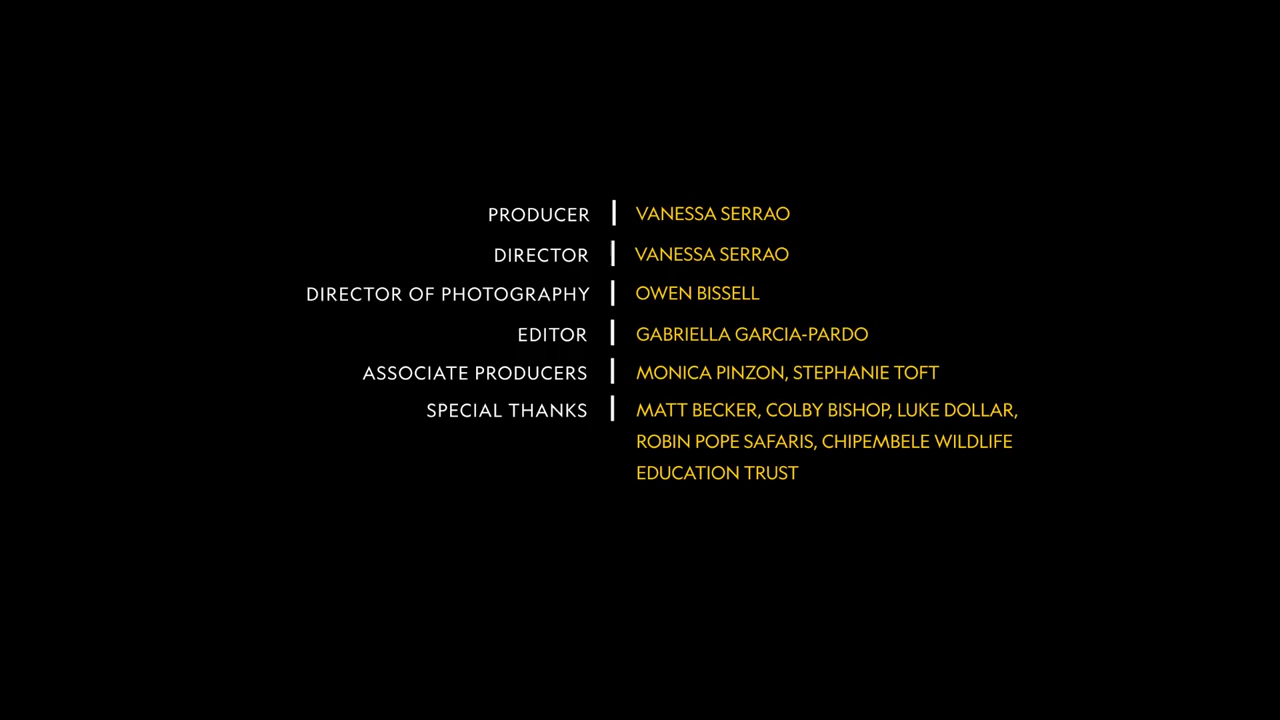 PRODUCER | VANESSA SERRAO
DIRECTOR | VANESSA SERRAO
DIRECTOR OF PHOTOGRAPHY | OWEN BISSELL
EDITOR | GABRIELLA GARCIA-PARDO
ASSOCIATE PRODUCERS | MONICA PINZON, STEPHANIE TOFT
SPECIAL THANKS | MATT BECKER, COLBY BISHOP, LUKE DOLLAR,
ROBIN POPE SAFARIS, CHIPEMBELE WILDLIFE
EDUCATION TRUST